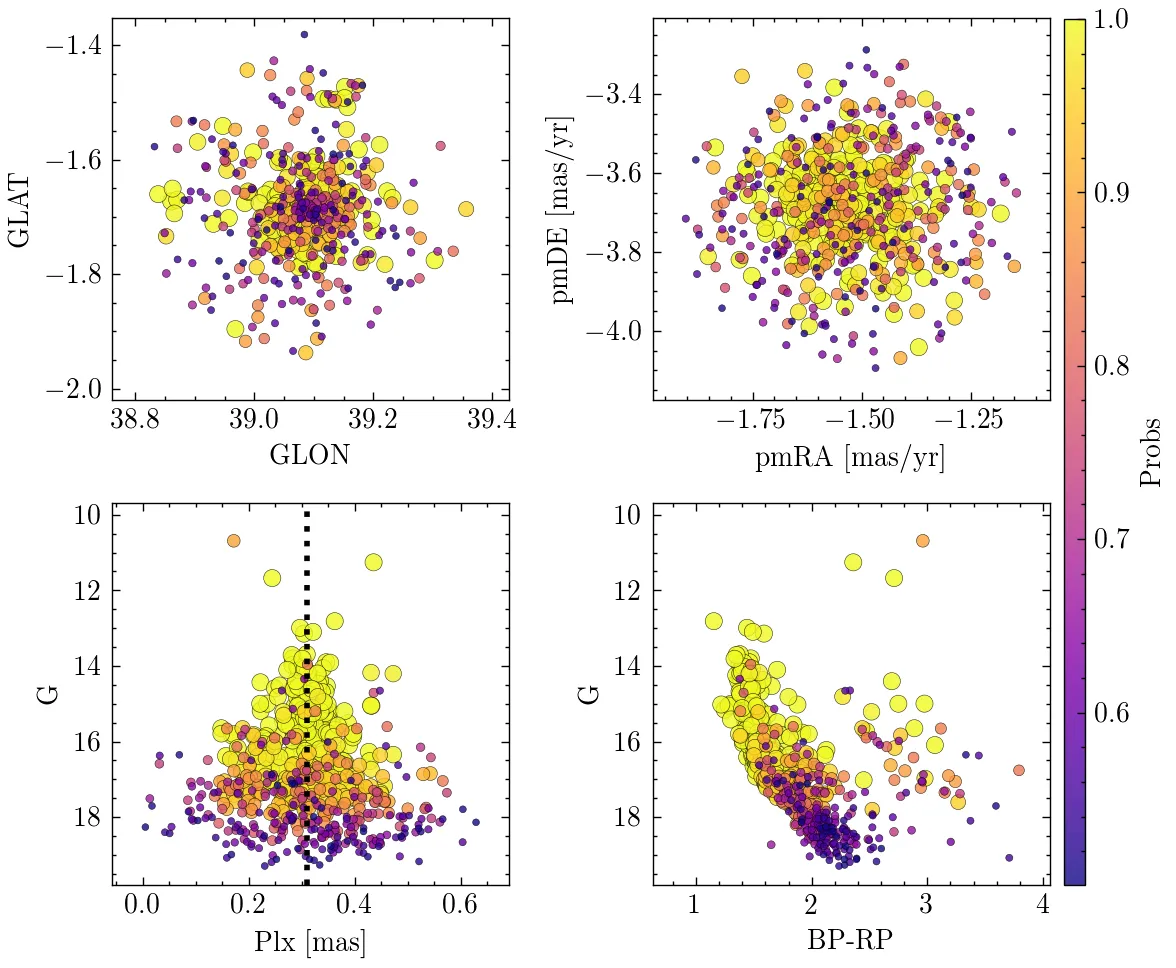 −1.4
−1.6
−1.8
−2.0
GLAT
38.8 39.0 39.2 39.4
GLON
−3.4
−3.6
−3.8
−4.0
pmDE [mas/yr]
−1.75 −1.50 −1.25
pmRA [mas/yr]
10
12
14
16
18
G
0.0 0.2 0.4 0.6
Plx [mas]
10
12
14
16
18
G
1 2 3 4
BP-RP
1.0
0.9
0.8
0.7
0.6
Probs